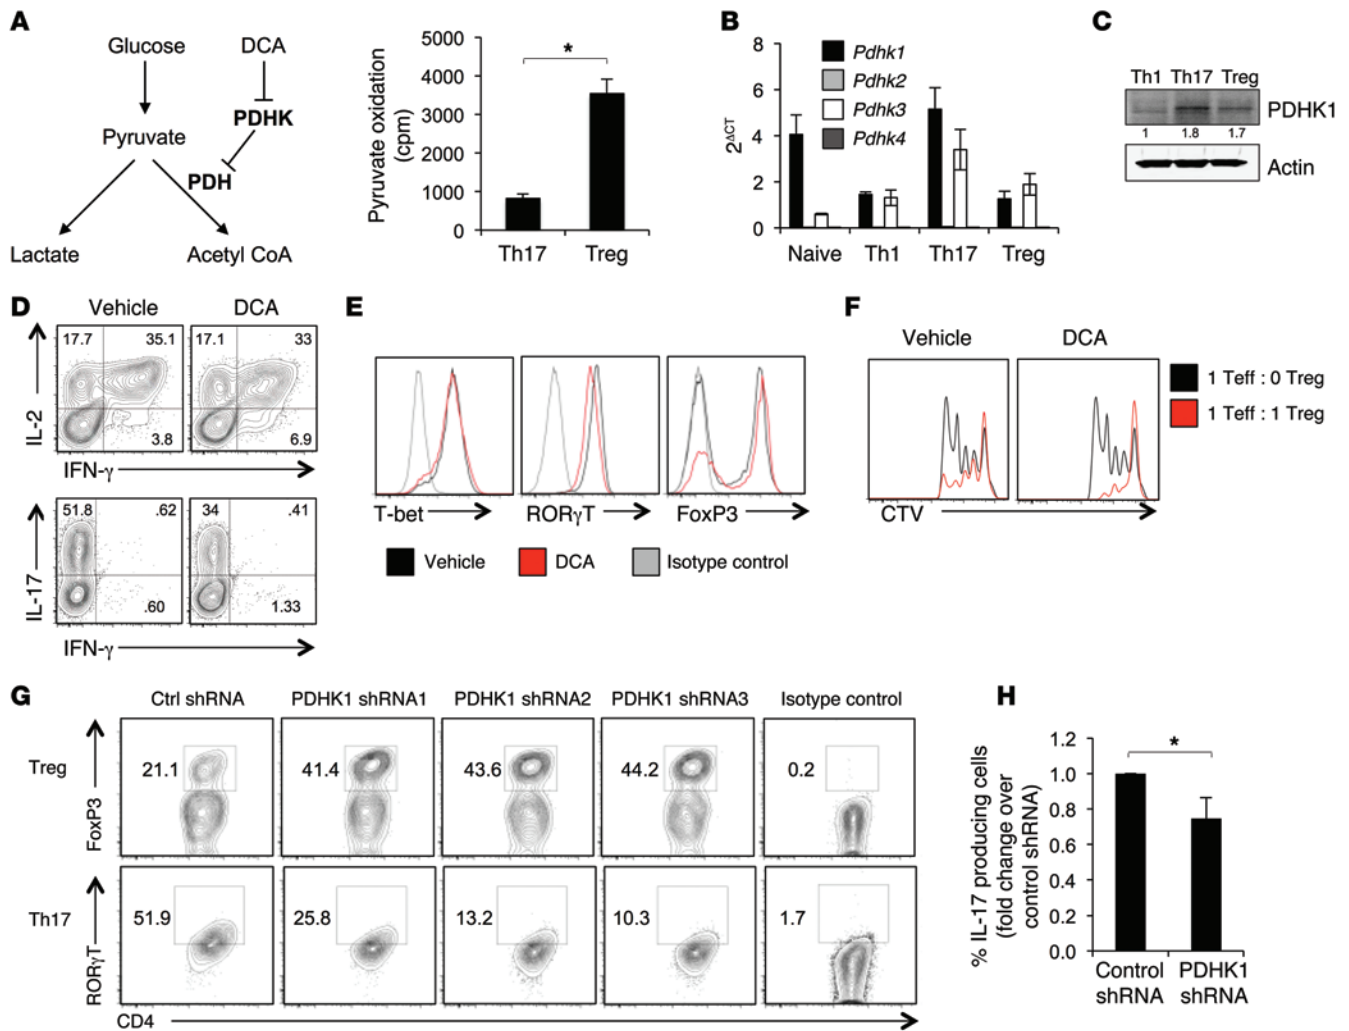 A
Glucose
DCA
PDHK
Pyruvate
PDH
Lactate
Acetyl CoA
Pyruvate oxidation
(cpm)
5000
4000
3000
2000
1000
0
*
Th17
Treg
B
2ΔCT
8
6
4
2
0
Pdhk1
Pdhk2
Pdhk3
Pdhk4
Naive
Th1
Th17
Treg
C
Th1 Th17 Treg
PDHK1
1 1.8 1.7
Actin
D
Vehicle
DCA
17.7
35.1
3.8
17.1
33
6.9
IL-2
IFN-γ
51.8
.62
.60
34
.41
1.33
IL-17
IFN-γ
E
T-bet
RORγT
FoxP3
Vehicle
DCA
Isotype control
F
Vehicle
DCA
CTV
1 Teff : 0 Treg
1 Teff : 1 Treg
G
Ctrl shRNA
PDHK1 shRNA1
PDHK1 shRNA2
PDHK1 shRNA3
Isotype control
Treg
FoxP3
21.1
41.4
43.6
44.2
0.2
Th17
RORγT
51.9
25.8
13.2
10.3
1.7
CD4
H
% IL-17 producing cells
(fold change over
control shRNA)
1.2
1.0
0.8
0.6
0.4
0.2
0.0
*
Control
shRNA
PDHK1
shRNA